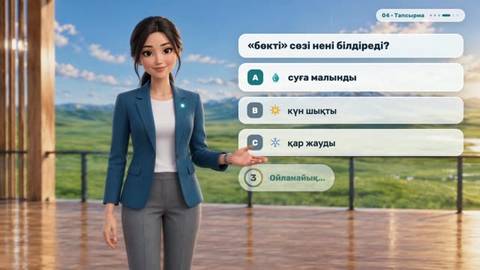 04 • Тапсырма
«бөкті» сөзі нені білдіреді?
A суға малынды
B күн шықты
C қар жауды
3 Ойланайық...